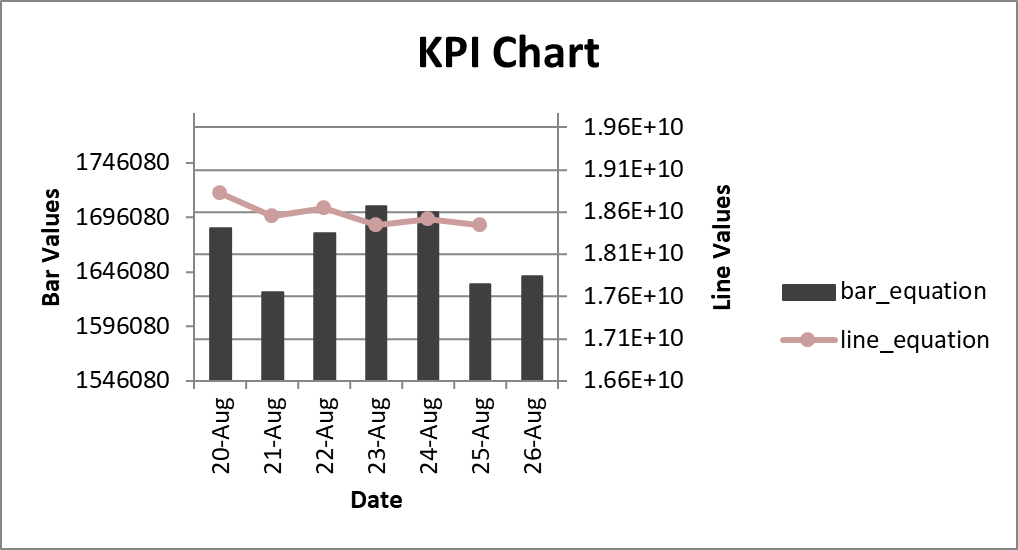 KPI Chart
Bar Values
1746080
1696080
1646080
1596080
1546080
1.96E+10
1.91E+10
1.86E+10
1.81E+10
1.76E+10
1.71E+10
1.66E+10
Line Values
20-Aug
21-Aug
22-Aug
23-Aug
24-Aug
25-Aug
26-Aug
Date
bar_equation
line_equation